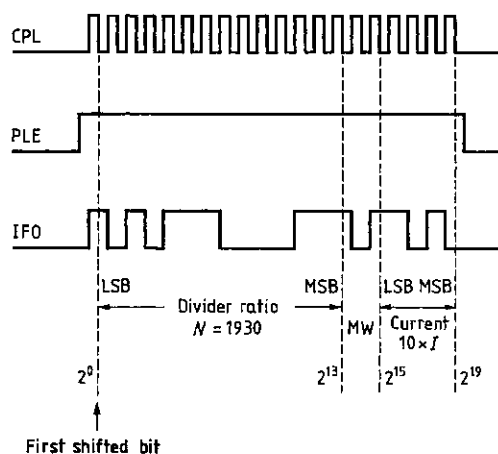 CPL
PLE
IFO
LSB
MSB
LSB MSB
Divider ratio
N = 1930
MW
Current
10×I
2⁰
2¹³
2¹⁵
2¹⁹
First shifted bit